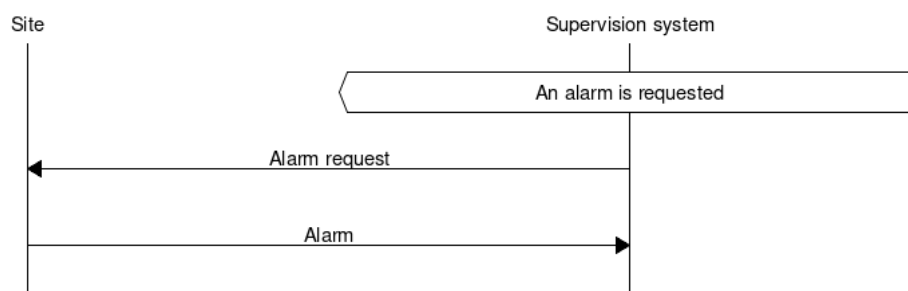 Site
Supervision system
An alarm is requested
Alarm request
Alarm